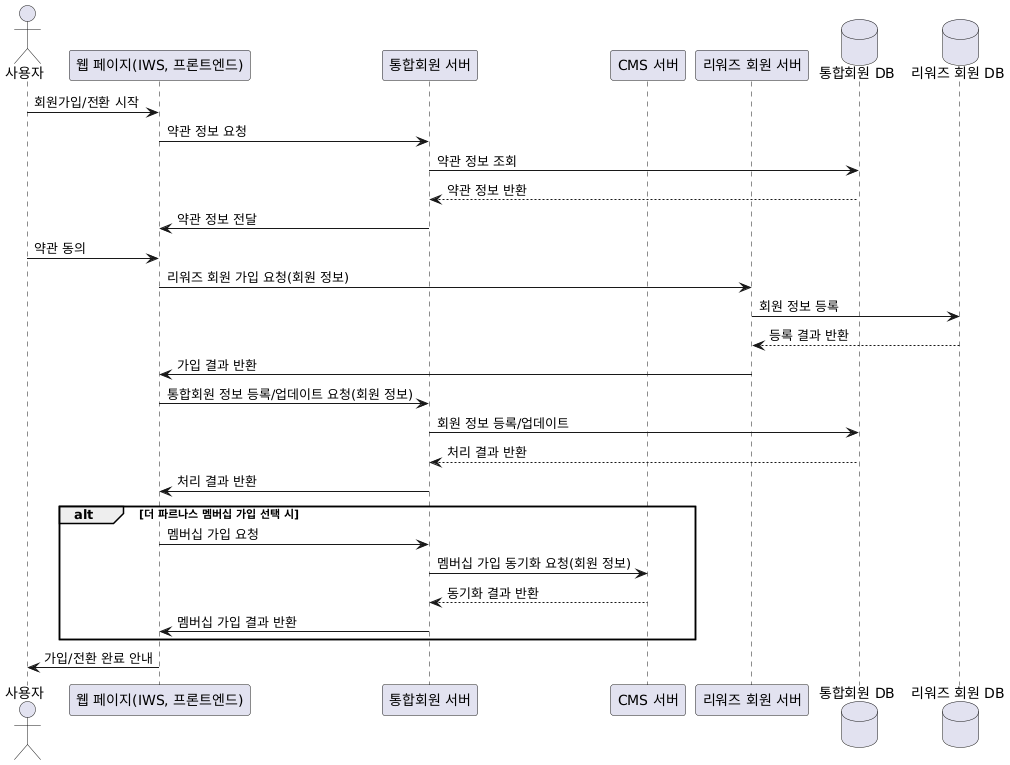 사용자
웹 페이지(IWS, 프론트엔드)
통합회원 서버
CMS 서버
리워즈 회원 서버
통합회원 DB
리워즈 회원 DB
회원가입/전환 시작
약관 정보 요청
약관 정보 조회
약관 정보 반환
약관 정보 전달
약관 동의
리워즈 회원 가입 요청(회원 정보)
회원 정보 등록
등록 결과 반환
가입 결과 반환
통합회원 정보 등록/업데이트 요청(회원 정보)
회원 정보 등록/업데이트
처리 결과 반환
처리 결과 반환
alt [더 파르나스 멤버십 가입 선택 시]
멤버십 가입 요청
멤버십 가입 동기화 요청(회원 정보)
동기화 결과 반환
멤버십 가입 결과 반환
가입/전환 완료 안내
사용자
웹 페이지(IWS, 프론트엔드)
통합회원 서버
CMS 서버
리워즈 회원 서버
통합회원 DB
리워즈 회원 DB